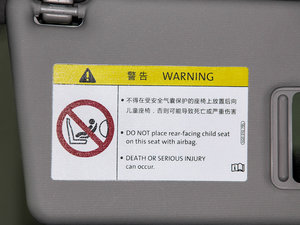 警告 WARNING
• 不得在受安全气囊保护的座椅上放置后向
儿童座椅，否则可能导致死亡或严重伤害
• DO NOT place rear-facing child seat
on this seat with airbag.
• DEATH OR SERIOUS INJURY
can occur.